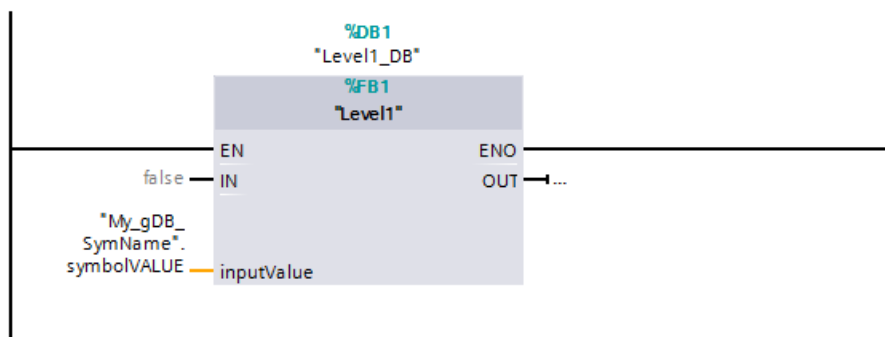 %DB1
"Level1_DB"
%FB1
"Level1"
EN ENO
false IN OUT ...
"My_gDB_
SymName".
symbolVALUE inputValue